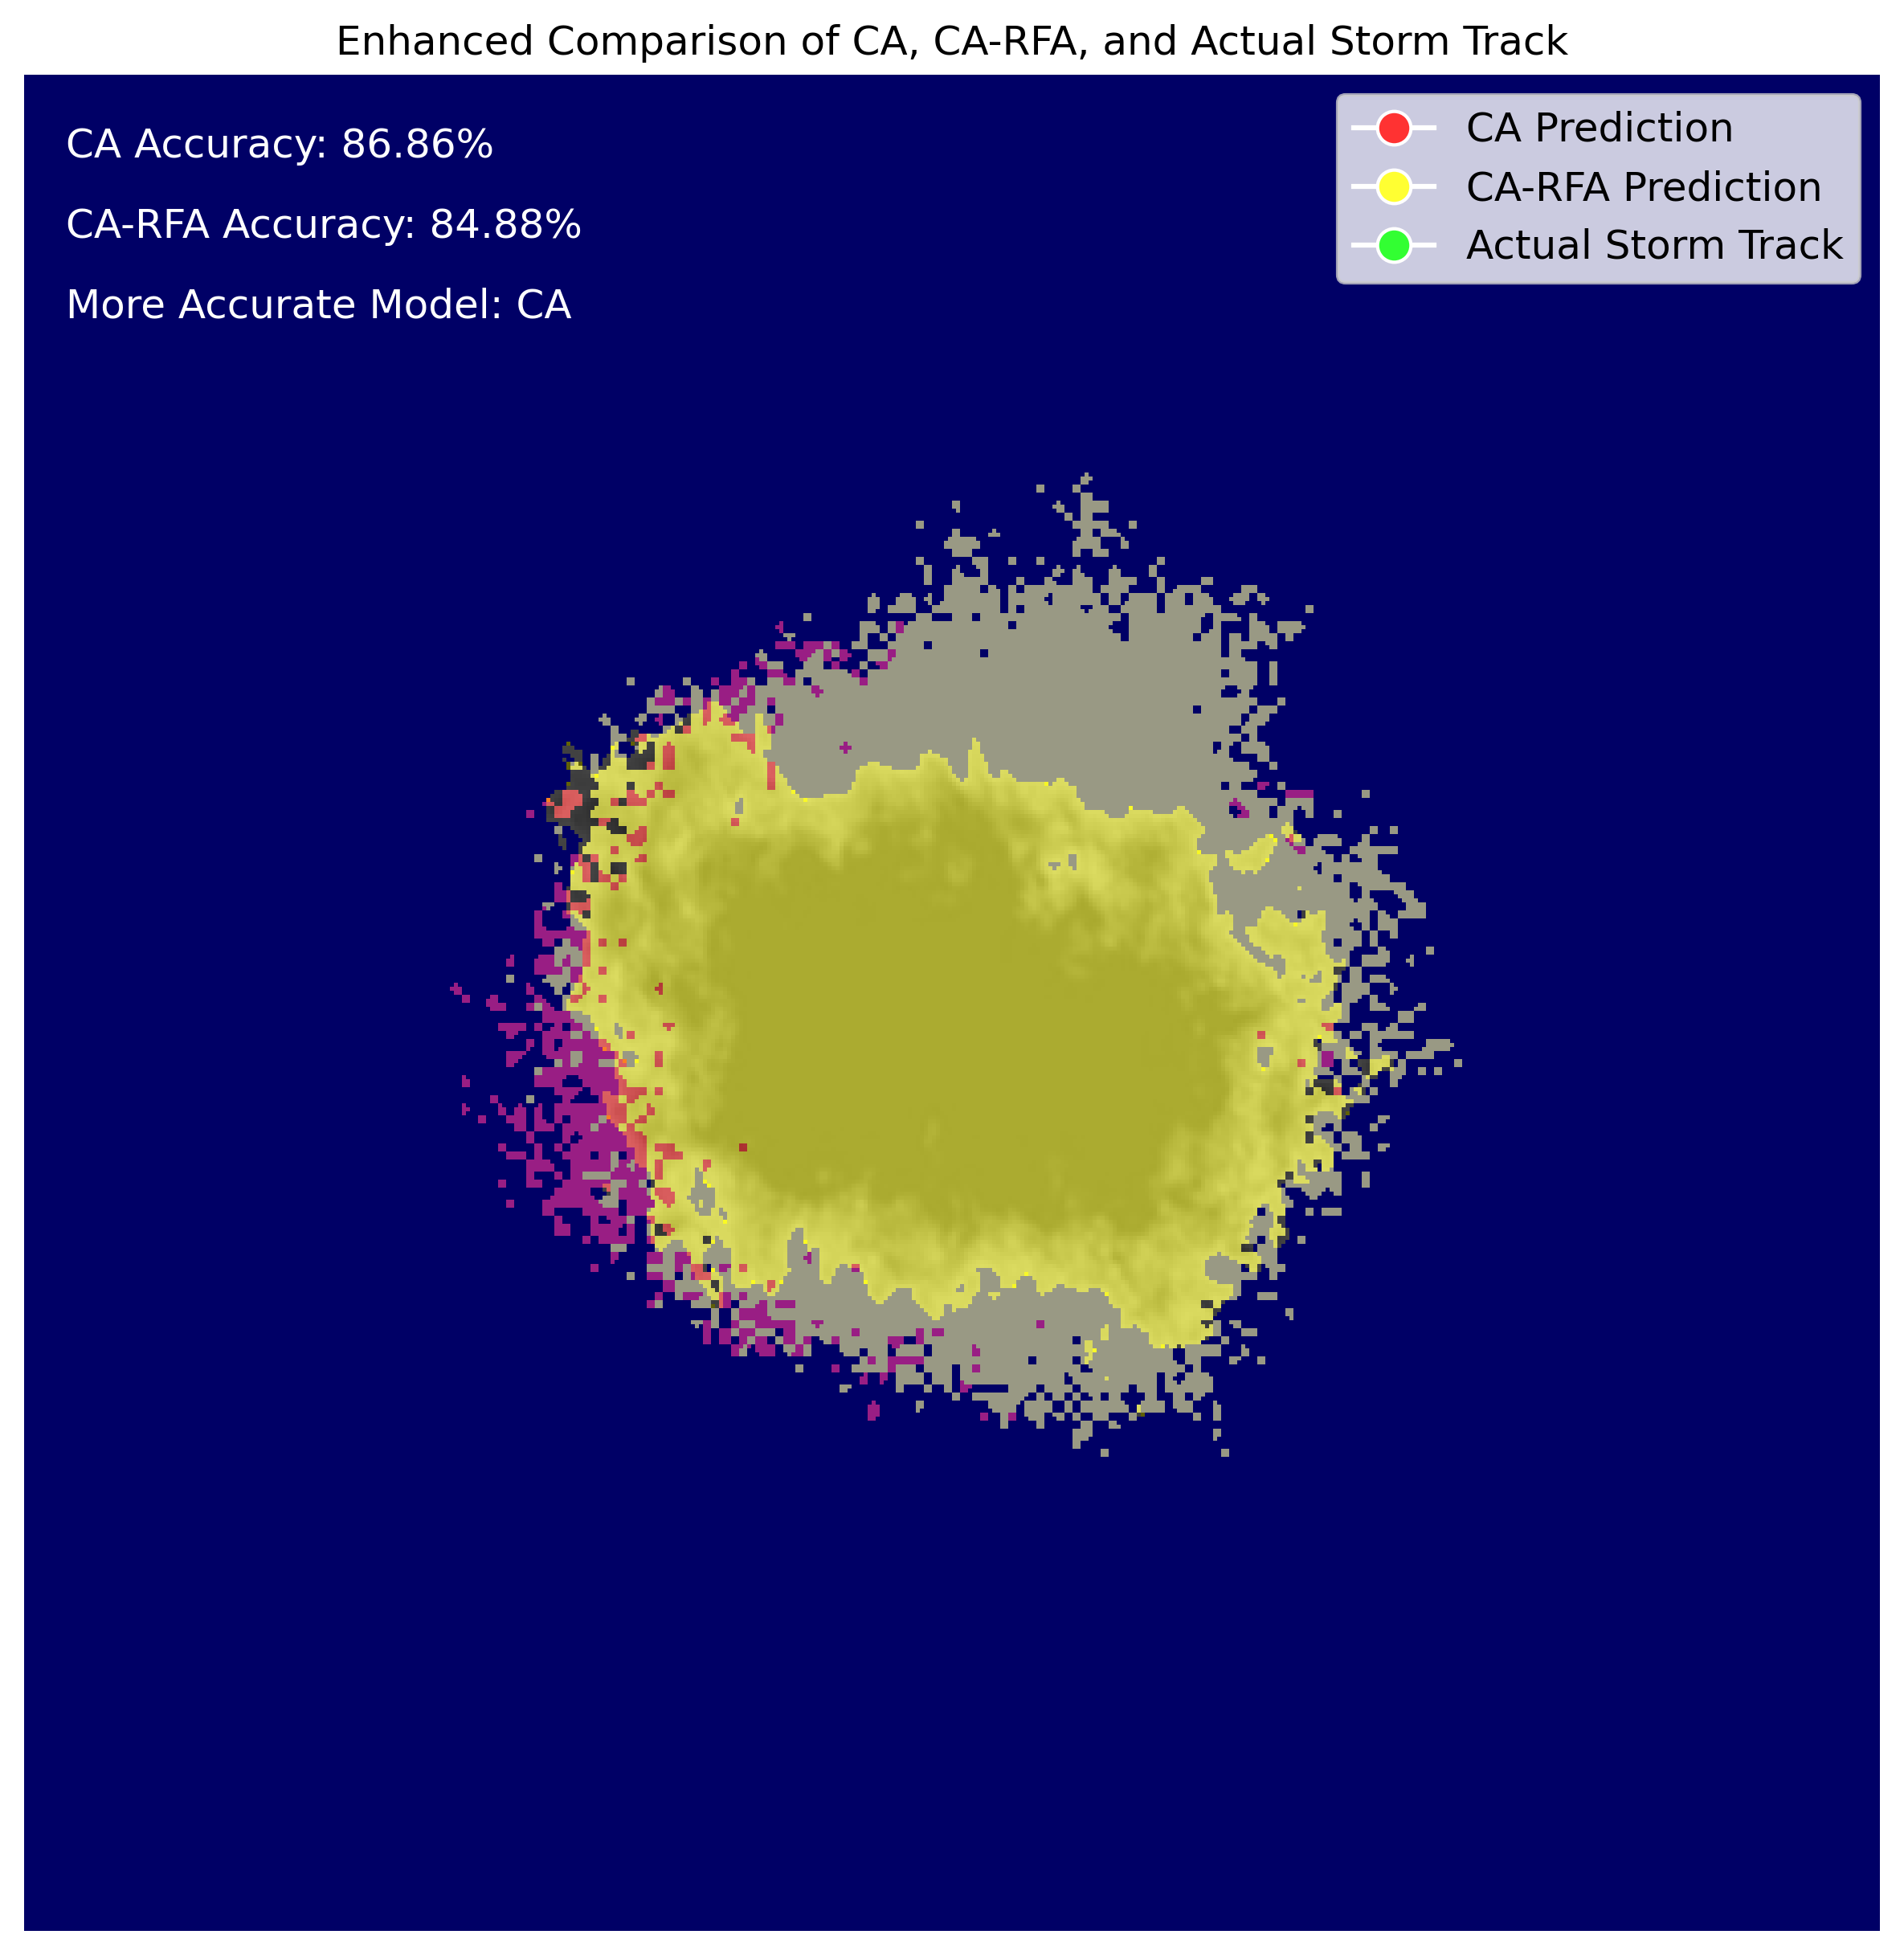 Enhanced Comparison of CA, CA-RFA, and Actual Storm Track
CA Accuracy: 86.86%
CA-RFA Accuracy: 84.88%
More Accurate Model: CA
CA Prediction
CA-RFA Prediction
Actual Storm Track